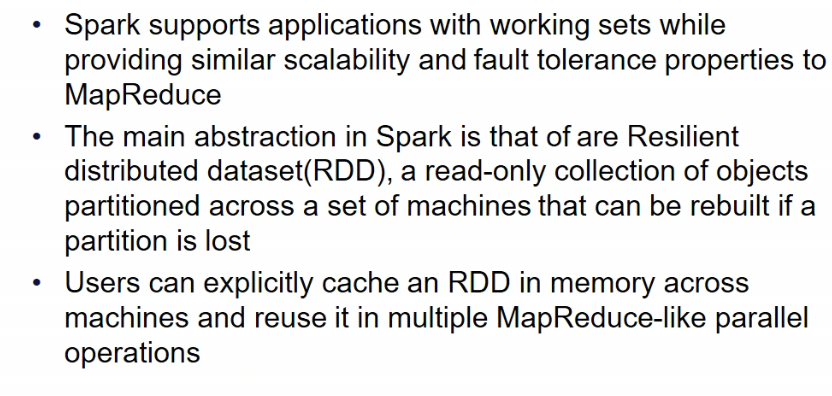 • Spark supports applications with working sets while
providing similar scalability and fault tolerance properties to
MapReduce
• The main abstraction in Spark is that of are Resilient
distributed dataset(RDD), a read-only collection of objects
partitioned across a set of machines that can be rebuilt if a
partition is lost
• Users can explicitly cache an RDD in memory across
machines and reuse it in multiple MapReduce-like parallel
operations